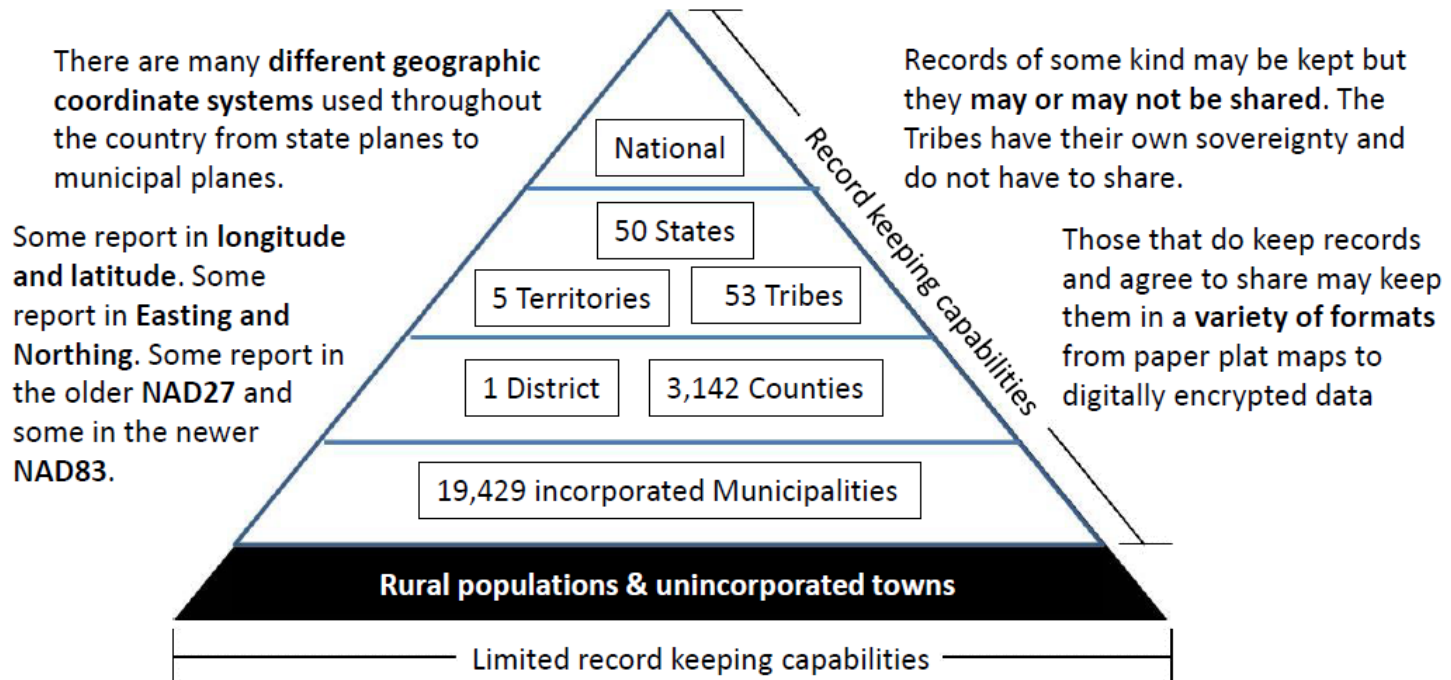 There are many different geographic
coordinate systems used throughout
the country from state planes to
municipal planes.
Some report in longitude
and latitude. Some
report in Easting and
Northing. Some report in
the older NAD27 and
some in the newer
NAD83.
National
50 States
5 Territories
53 Tribes
1 District
3,142 Counties
19,429 incorporated Municipalities
Rural populations & unincorporated towns
Limited record keeping capabilities
Record keeping capabilities
Records of some kind may be kept but
they may or may not be shared. The
Tribes have their own sovereignty and
do not have to share.
Those that do keep records
and agree to share may keep
them in a variety of formats
from paper plat maps to
digitally encrypted data